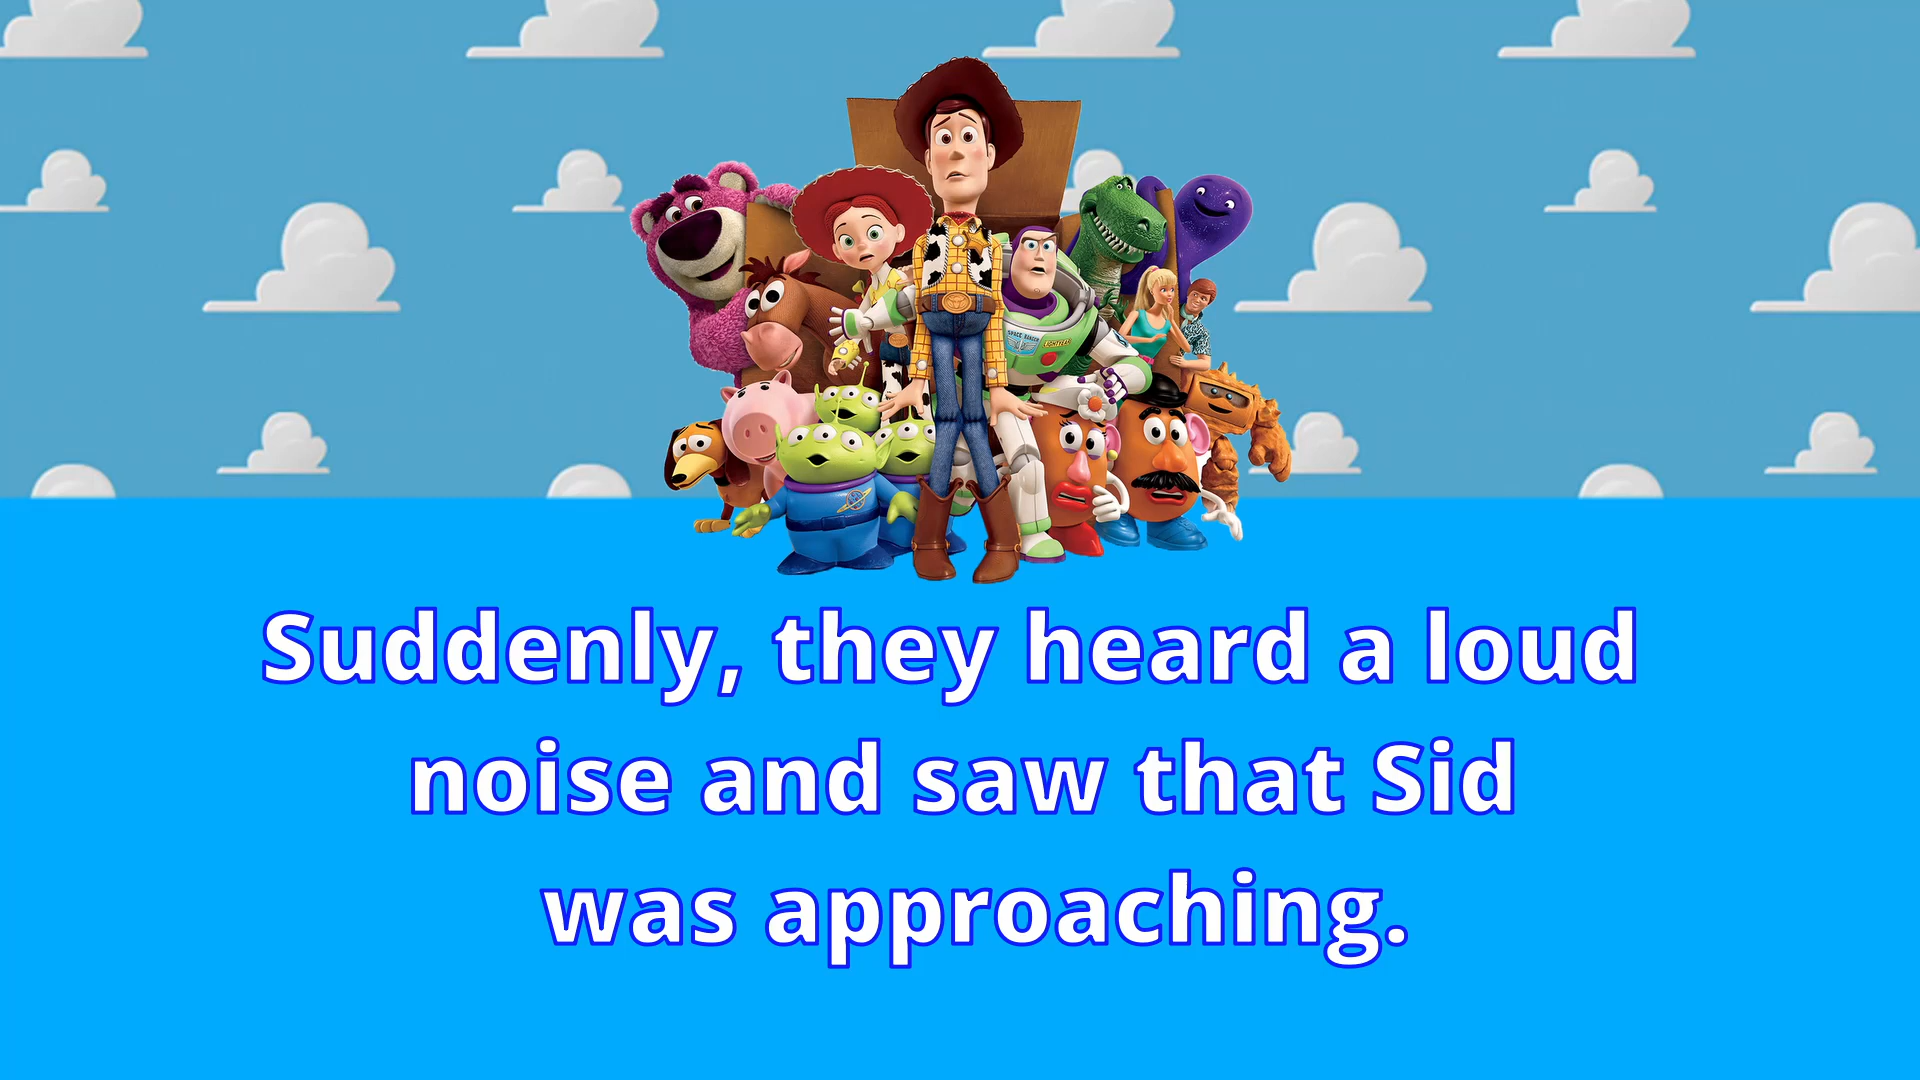 Suddenly, they heard a loud
noise and saw that Sid
was approaching.